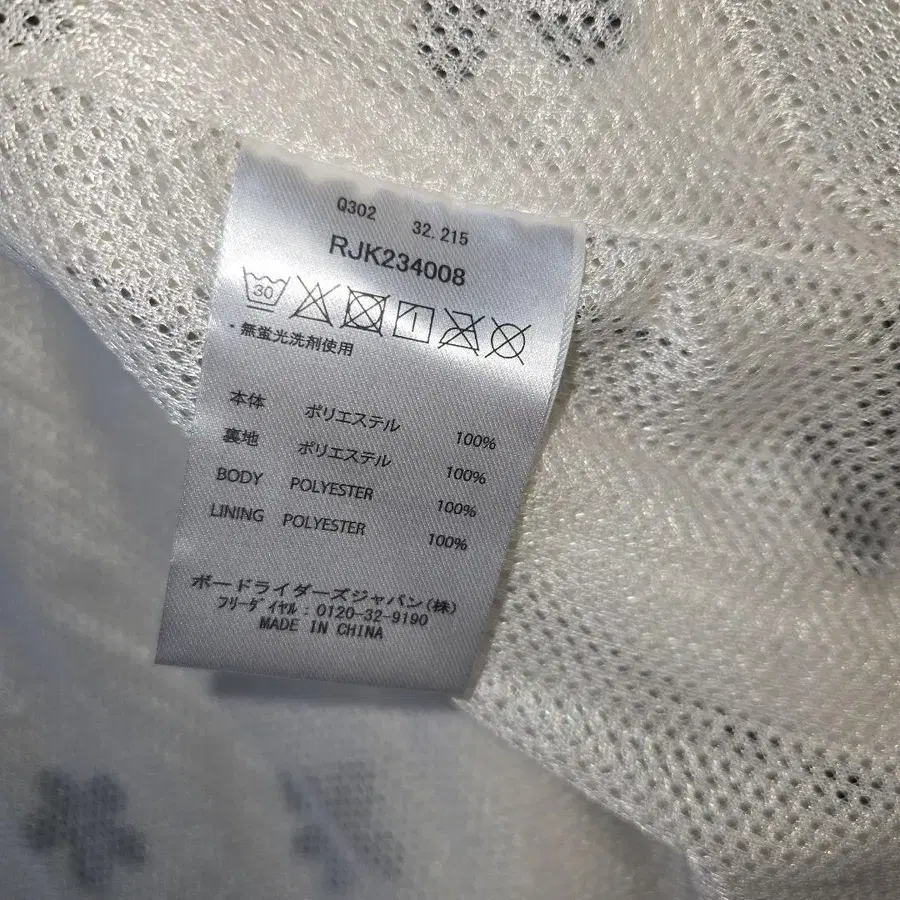 Q302 32.215
RJK234008
30
・無蛍光洗剤使用
本体 ポリエステル 100%
裏地 ポリエステル 100%
BODY POLYESTER 100%
LINING POLYESTER 100%
ボードライダーズジャパン(株)
フリーダイヤル:0120-32-9190
MADE IN CHINA